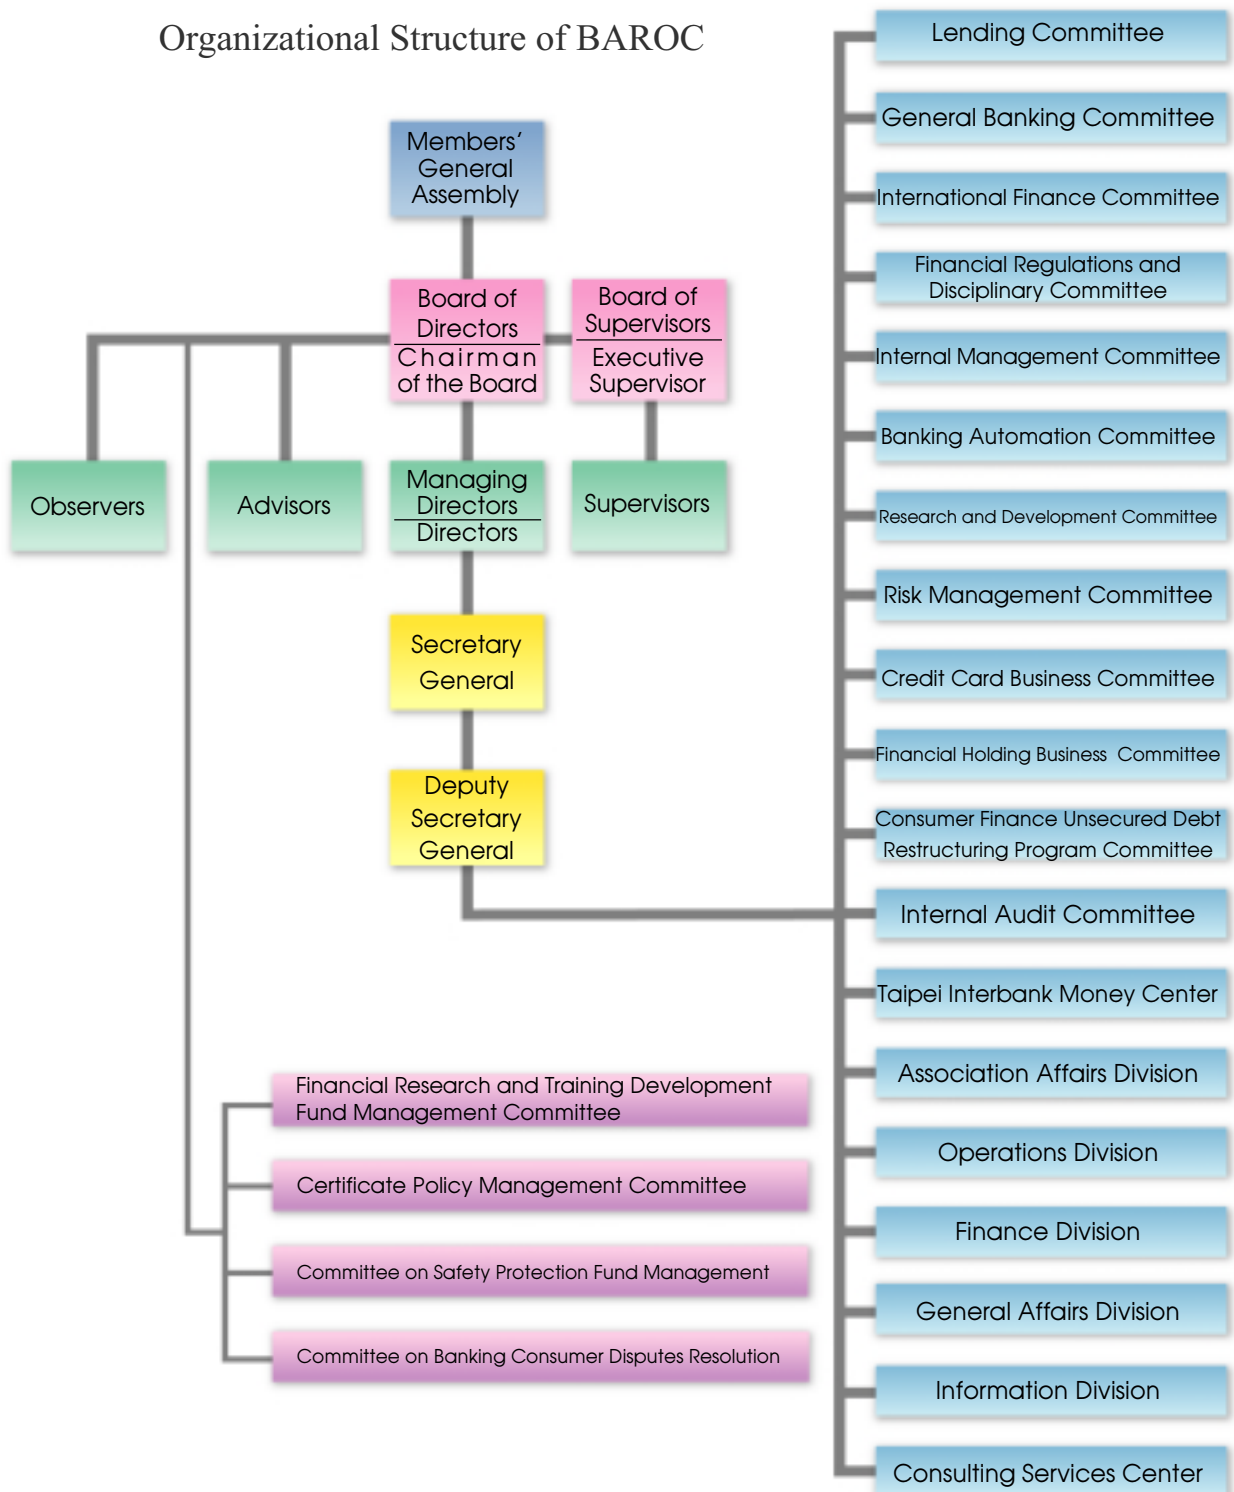 Organizational Structure of BAROC
Members’
General
Assembly
Board of
Directors
Chairman
of the Board
Board of
Supervisors
Executive
Supervisor
Observers
Advisors
Managing
Directors
Directors
Supervisors
Secretary
General
Deputy
Secretary
General
Financial Research and Training Development
Fund Management Committee
Certificate Policy Management Committee
Committee on Safety Protection Fund Management
Committee on Banking Consumer Disputes Resolution
Lending Committee
General Banking Committee
International Finance Committee
Financial Regulations and
Disciplinary Committee
Internal Management Committee
Banking Automation Committee
Research and Development Committee
Risk Management Committee
Credit Card Business Committee
Financial Holding Business Committee
Consumer Finance Unsecured Debt
Restructuring Program Committee
Internal Audit Committee
Taipei Interbank Money Center
Association Affairs Division
Operations Division
Finance Division
General Affairs Division
Information Division
Consulting Services Center